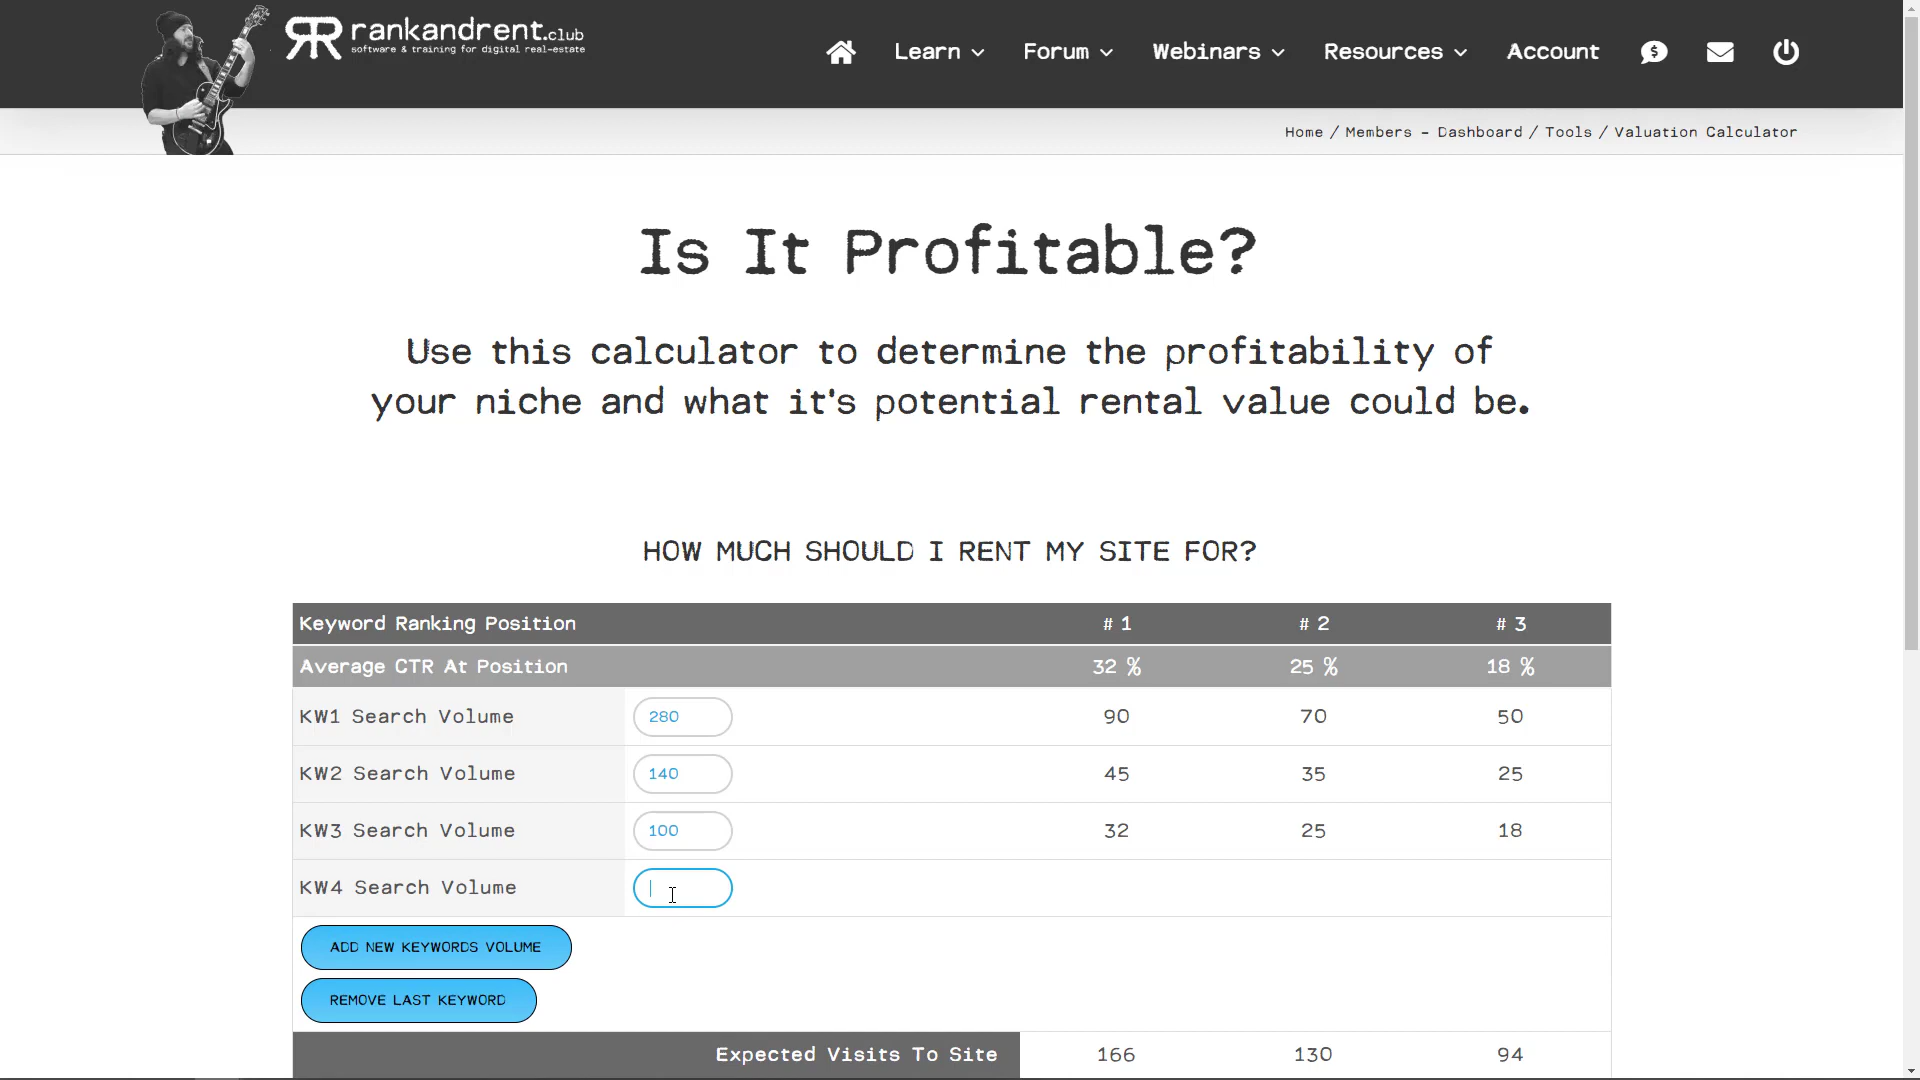 rankandrent.club
software & training for digital real-estate
Learn Forum Webinars Resources Account
Home / Members - Dashboard / Tools / Valuation Calculator
Is It Profitable?
Use this calculator to determine the profitability of
your niche and what it's potential rental value could be.
HOW MUCH SHOULD I RENT MY SITE FOR?
Keyword Ranking Position # 1 # 2 # 3
Average CTR At Position 32 % 25 % 18 %
KW1 Search Volume 280 90 70 50
KW2 Search Volume 140 45 35 25
KW3 Search Volume 100 32 25 18
KW4 Search Volume
ADD NEW KEYWORDS VOLUME
REMOVE LAST KEYWORD
Expected Visits To Site 166 130 94